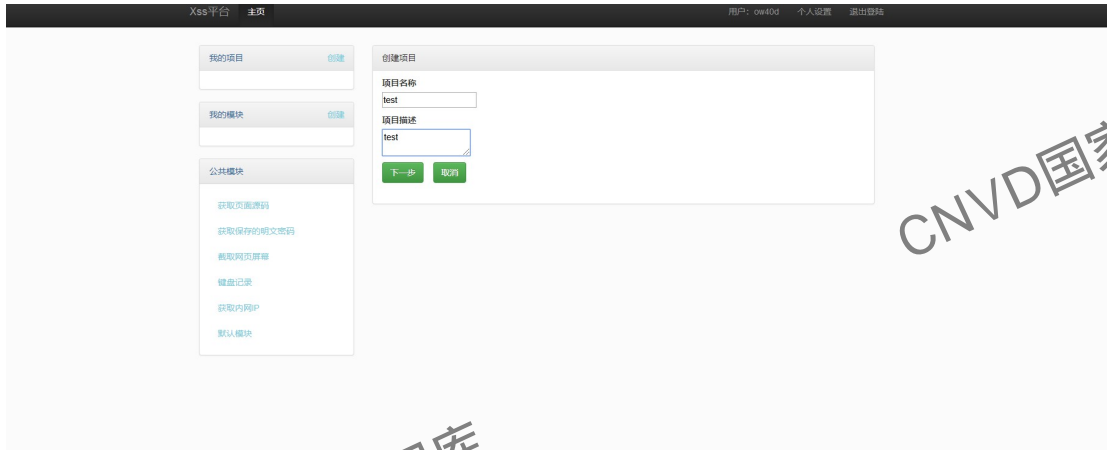 Xss平台 主页 用户: ow40d 个人设置 退出登陆
我的项目 创建
我的模块 创建
公共模块
获取页面源码
获取保存的明文密码
截取网页屏幕
键盘记录
获取内网IP
默认模块
创建项目
项目名称
test
项目描述
test
下一步 取消
CNVD国家
库